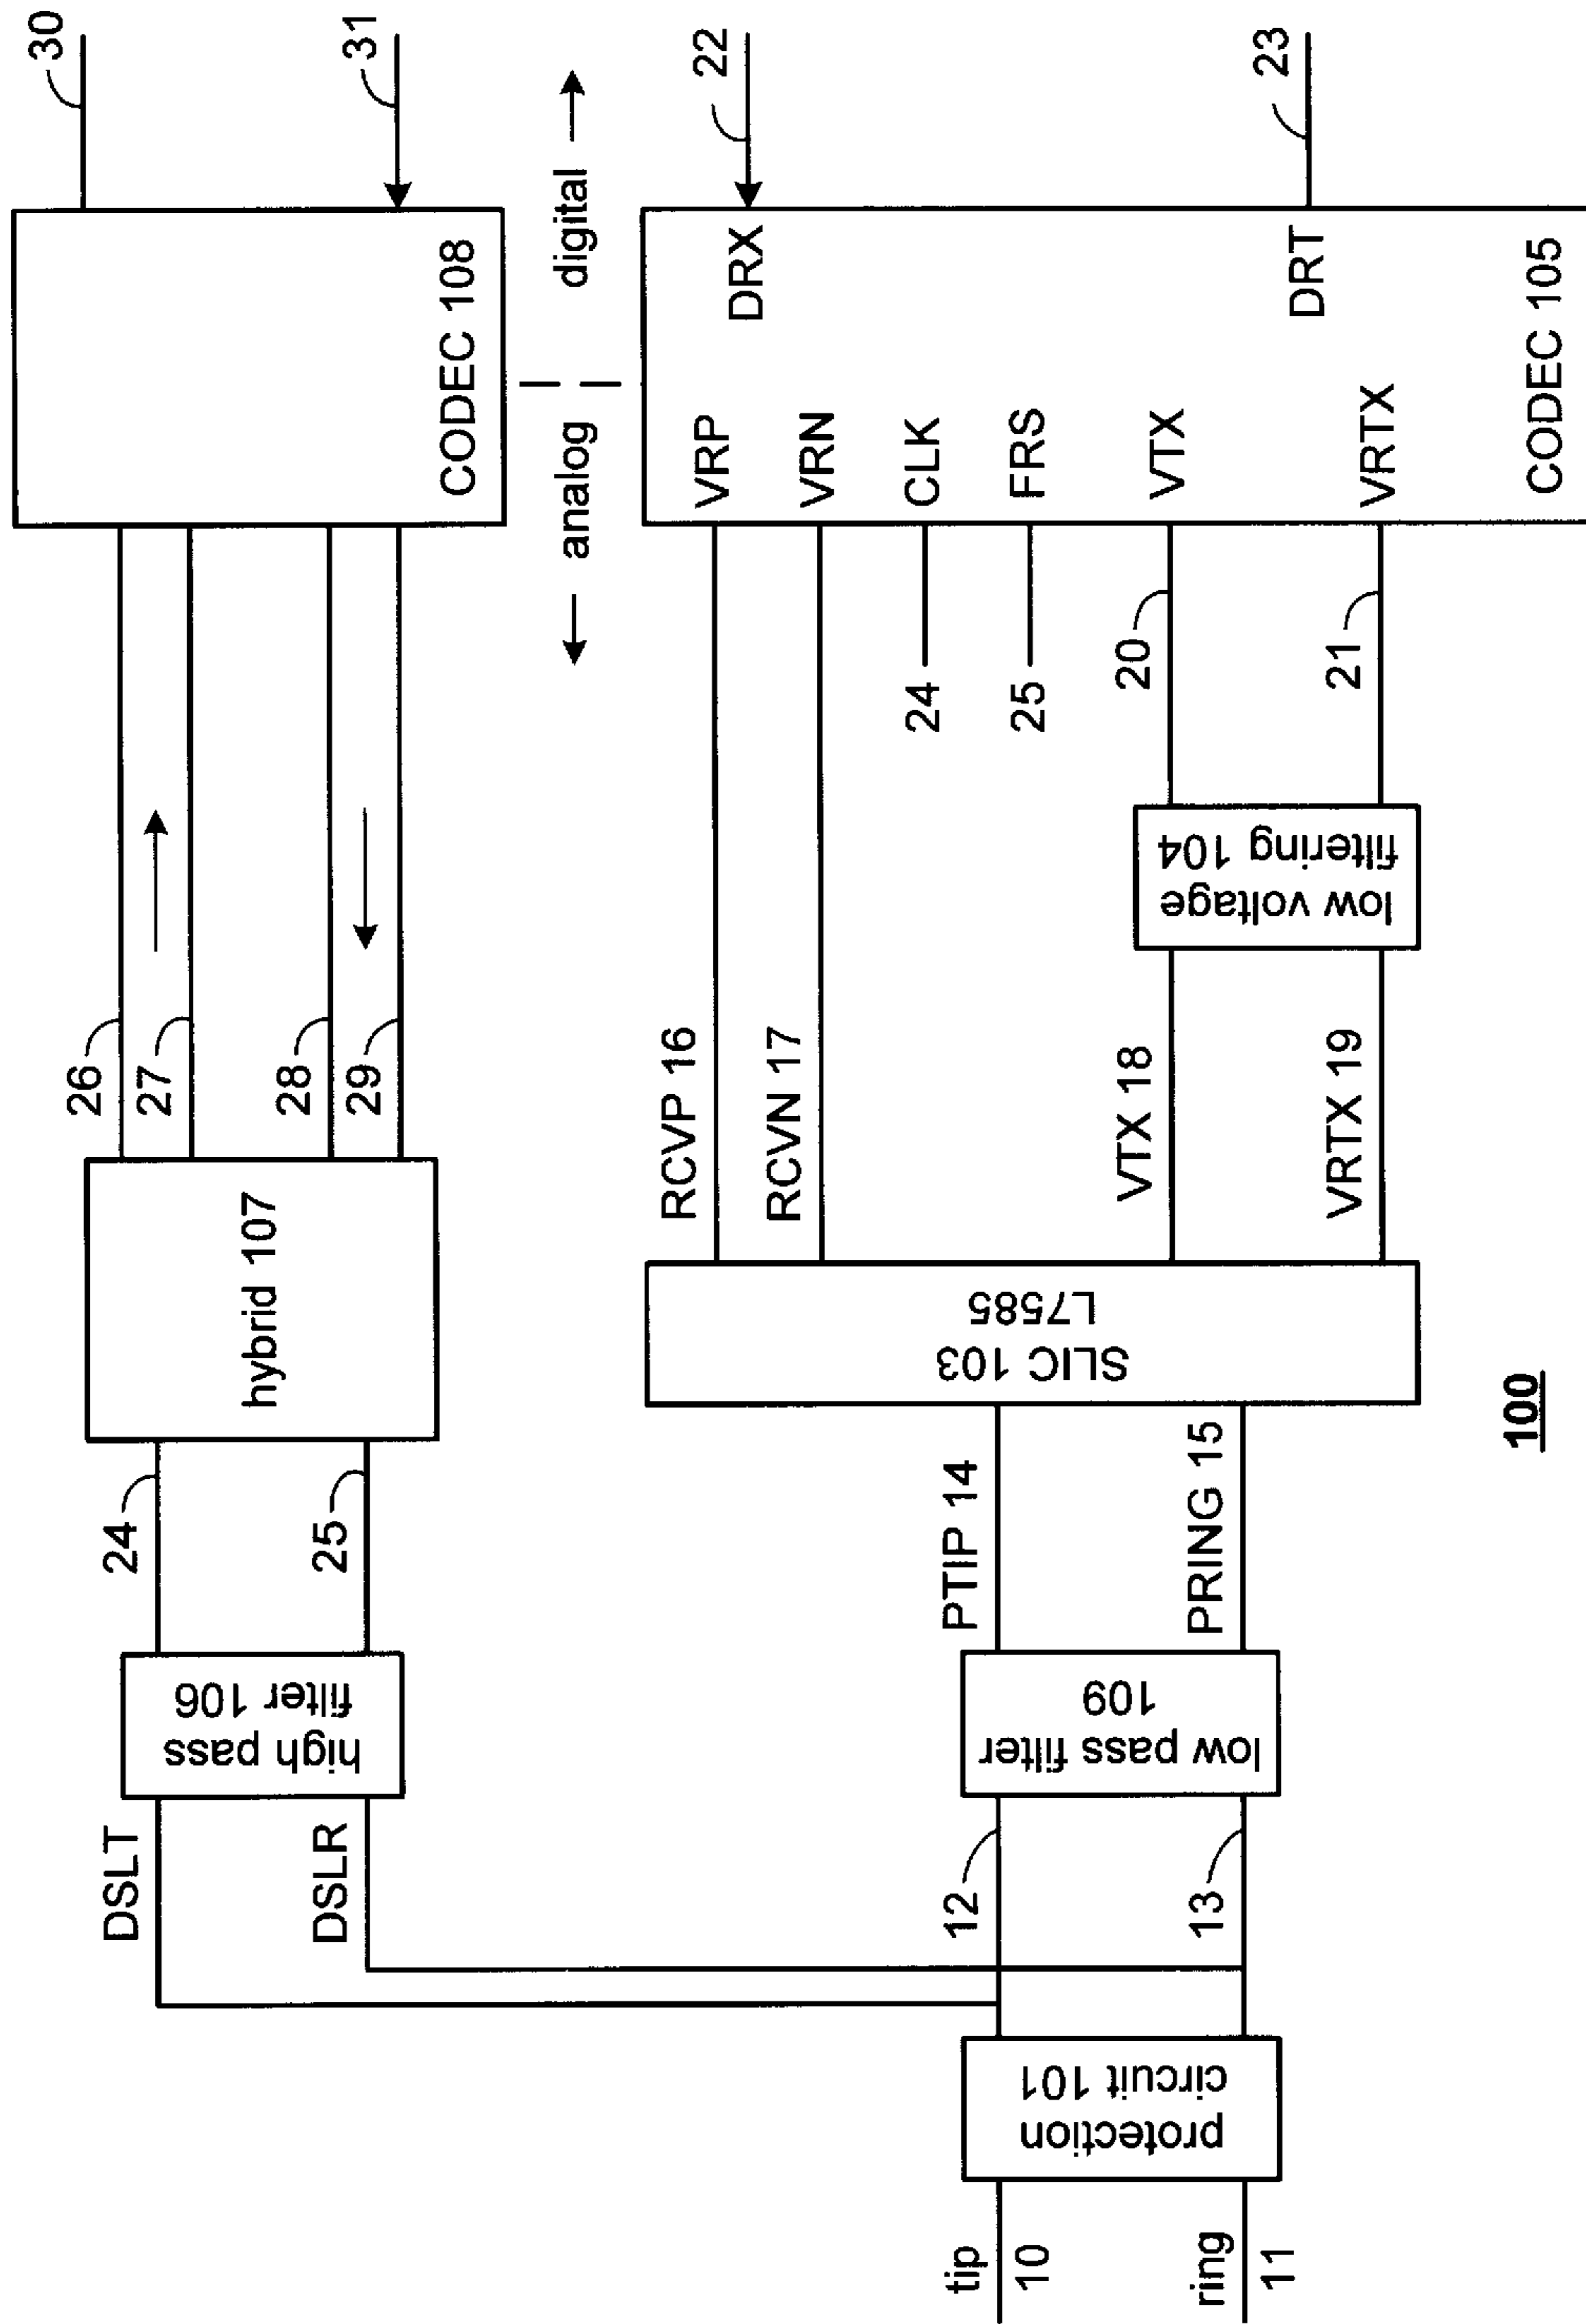 DSLT
DSLR
high pass
filter 106
24
25
hybrid 107
26
27
28
29
CODEC 108
30
31
analog
digital
tip
10
ring
11
protection
circuit 101
12
13
low pass filter
109
PTIP 14
PRING 15
SLIC 103
L7585
RCVP 16
RCVN 17
VTX 18
VRTX 19
low voltage
filtering 104
24
25
20
21
VRP
VRN
CLK
FRS
VTX
VRTX
DRX
DRT
CODEC 105
22
23
100